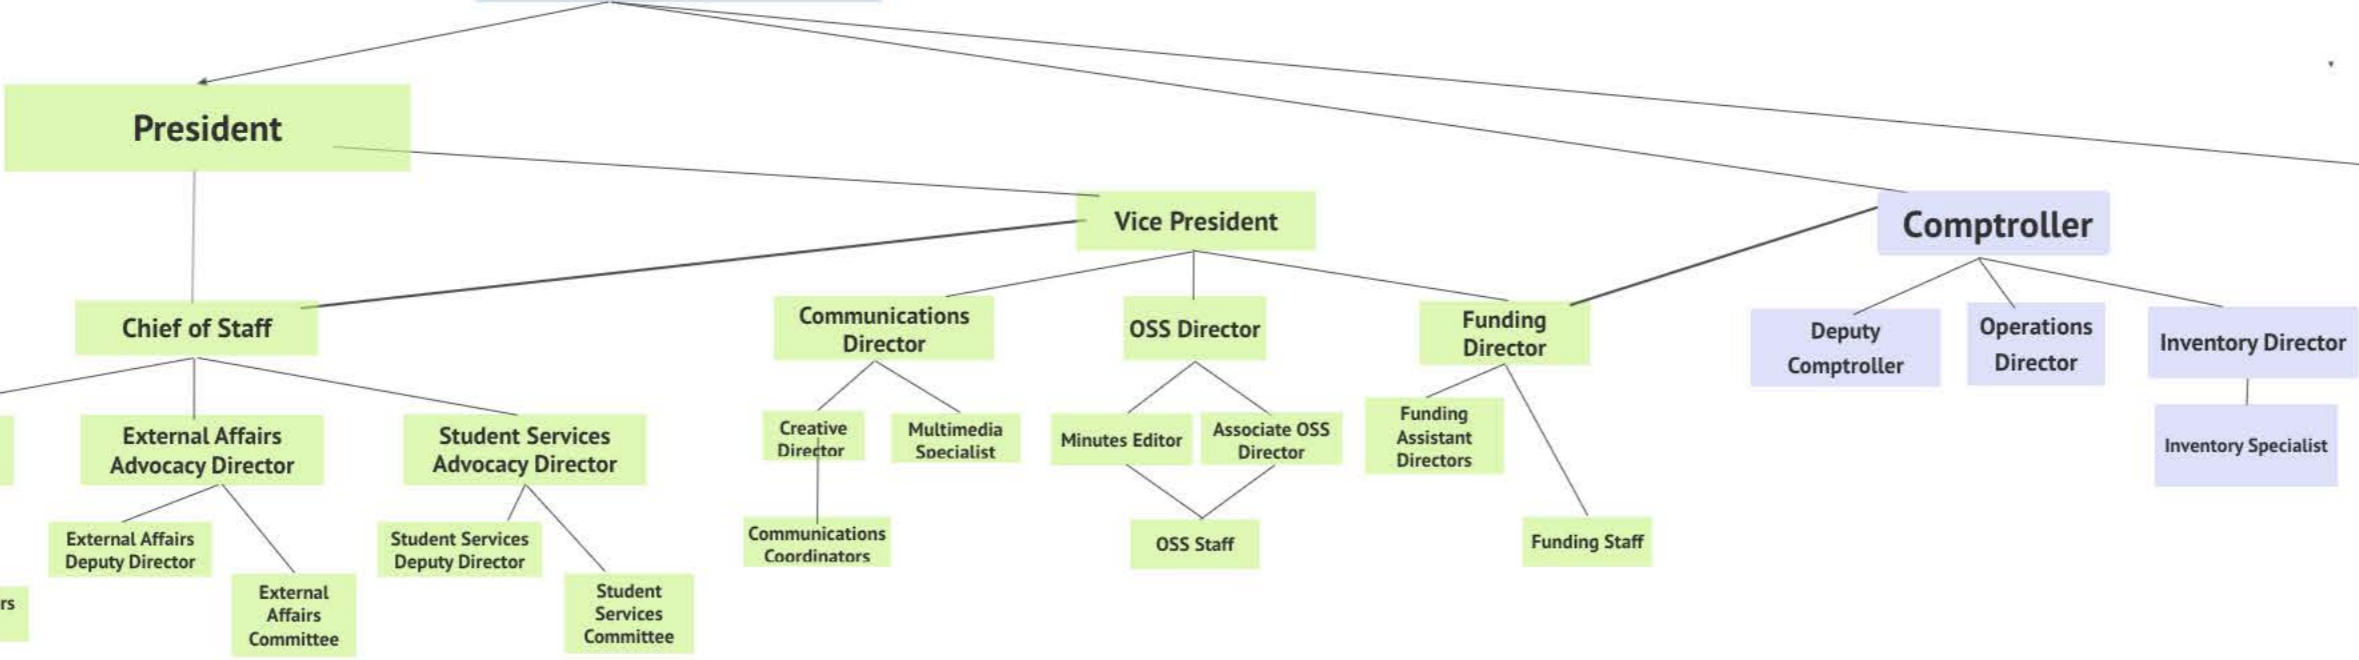 President
Vice President
Comptroller
Chief of Staff
Communications
Director
OSS Director
Funding
Director
Deputy
Comptroller
Operations
Director
Inventory Director
External Affairs
Advocacy Director
Student Services
Advocacy Director
Creative
Director
Multimedia
Specialist
Minutes Editor
Associate OSS
Director
Funding
Assistant
Directors
Inventory Specialist
External Affairs
Deputy Director
Student Services
Deputy Director
Communications
Coordinators
OSS Staff
Funding Staff
rs
External
Affairs
Committee
Student
Services
Committee